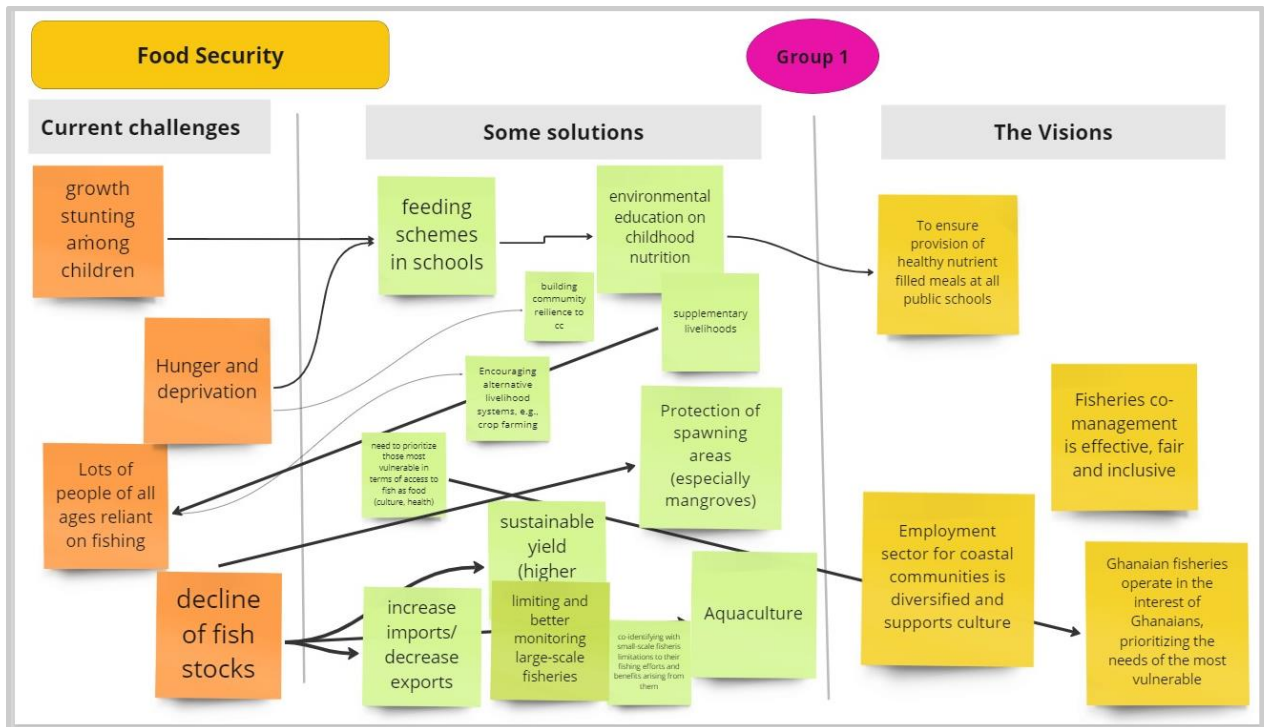 Food Security
Group 1
Current challenges
Some solutions
The Visions
growth
stunting
among
children
Hunger and
deprivation
Lots of
people of all
ages reliant
on fishing
decline
of fish
stocks
feeding
schemes
in schools
environmental
education on
childhood
nutrition
building
community
reilience to
cc
supplementary
livelihoods
Encouraging
alternative
livelihood
systems, e.g.,
crop farming
need to prioritize
those most
vulnerable in
terms of access to
fish as food
(culture, health)
Protection of
spawning
areas
(especially
mangroves)
sustainable
yield
(higher
increase
imports/
decrease
exports
limiting and
better
monitoring
large-scale
fisheries
co-identifying with
small-scale fisheris
limitations to their
fishing efforts and
benefits arising from
them
Aquaculture
To ensure
provision of
healthy nutrient
filled meals at all
public schools
Fisheries co-
management
is effective, fair
and inclusive
Employment
sector for coastal
communities is
diversified and
supports culture
Ghanaian fisheries
operate in the
interest of
Ghanaians,
prioritizing the
needs of the most
vulnerable